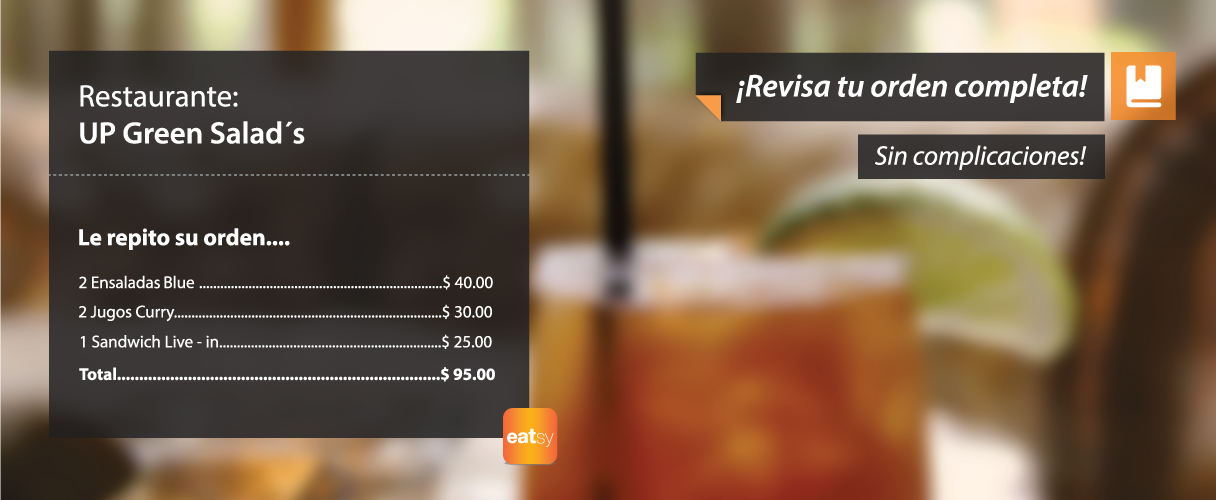 Restaurante:
UP Green Salad´s
Le repito su orden....
2 Ensaladas Blue ...............................................................................$ 40.00
2 Jugos Curry.......................................................................................$ 30.00
1 Sandwich Live - in.........................................................................$ 25.00
Total......................................................................................$ 95.00
eatsy
¡Revisa tu orden completa!
Sin complicaciones!